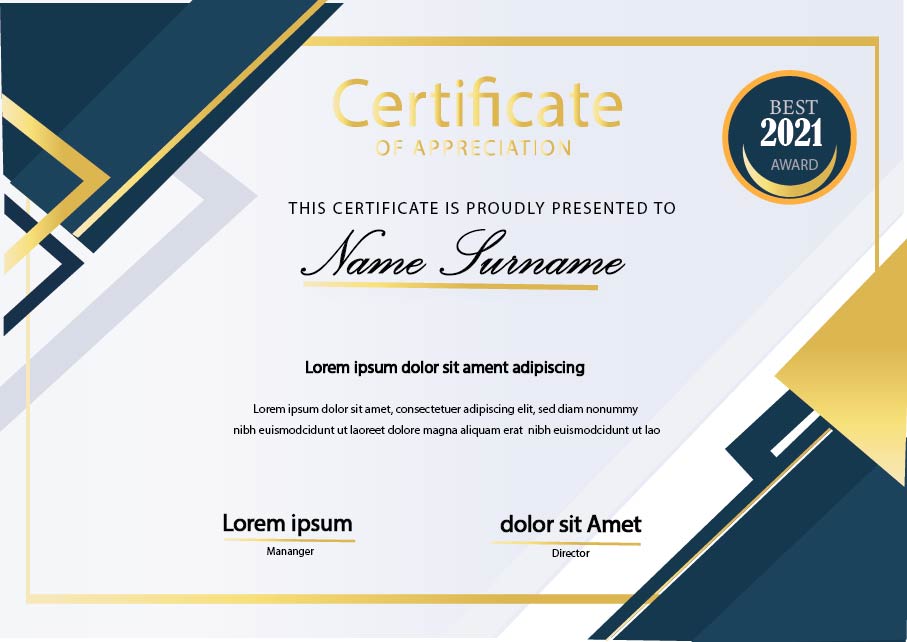 Certificate
OF APPRECIATION
BEST
2021
AWARD
THIS CERTIFICATE IS PROUDLY PRESENTED TO
Name Surname
Lorem ipsum dolor sit ament adipiscing
Lorem ipsum dolor sit amet, consectetuer adipiscing elit, sed diam nonummy
nibh euismodcidunt ut laoreet dolore magna aliquam erat nibh euismodcidunt ut lao
Lorem ipsum
Mananger
dolor sit Amet
Director